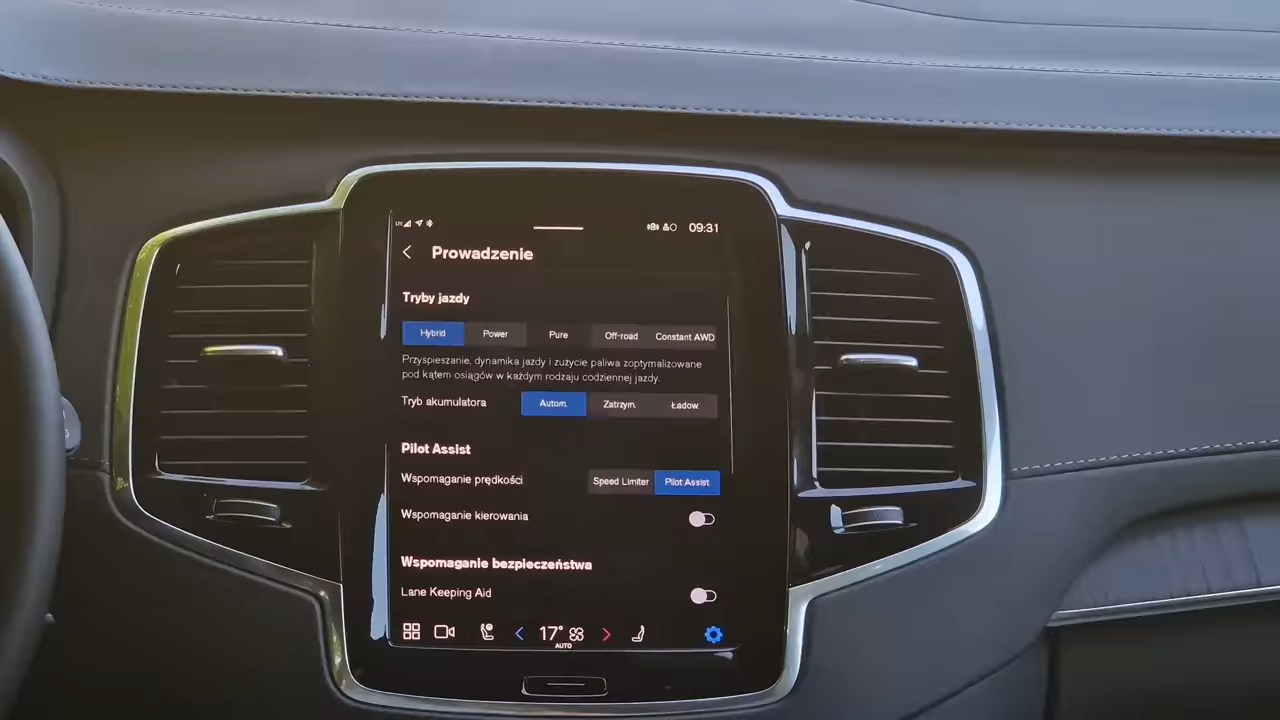 LTE 09:31
Prowadzenie
Tryby jazdy
Hybrid Power Pure Off-road Constant AWD
Przyspieszanie, dynamika jazdy i zużycie paliwa zoptymalizowane
pod kątem osiągów w każdym rodzaju codziennej jazdy.
Tryb akumulatora Autom. Zatrzym. Ładow.
Pilot Assist
Wspomaganie prędkości Speed Limiter Pilot Assist
Wspomaganie kierowania
Wspomaganie bezpieczeństwa
Lane Keeping Aid
17°
AUTO